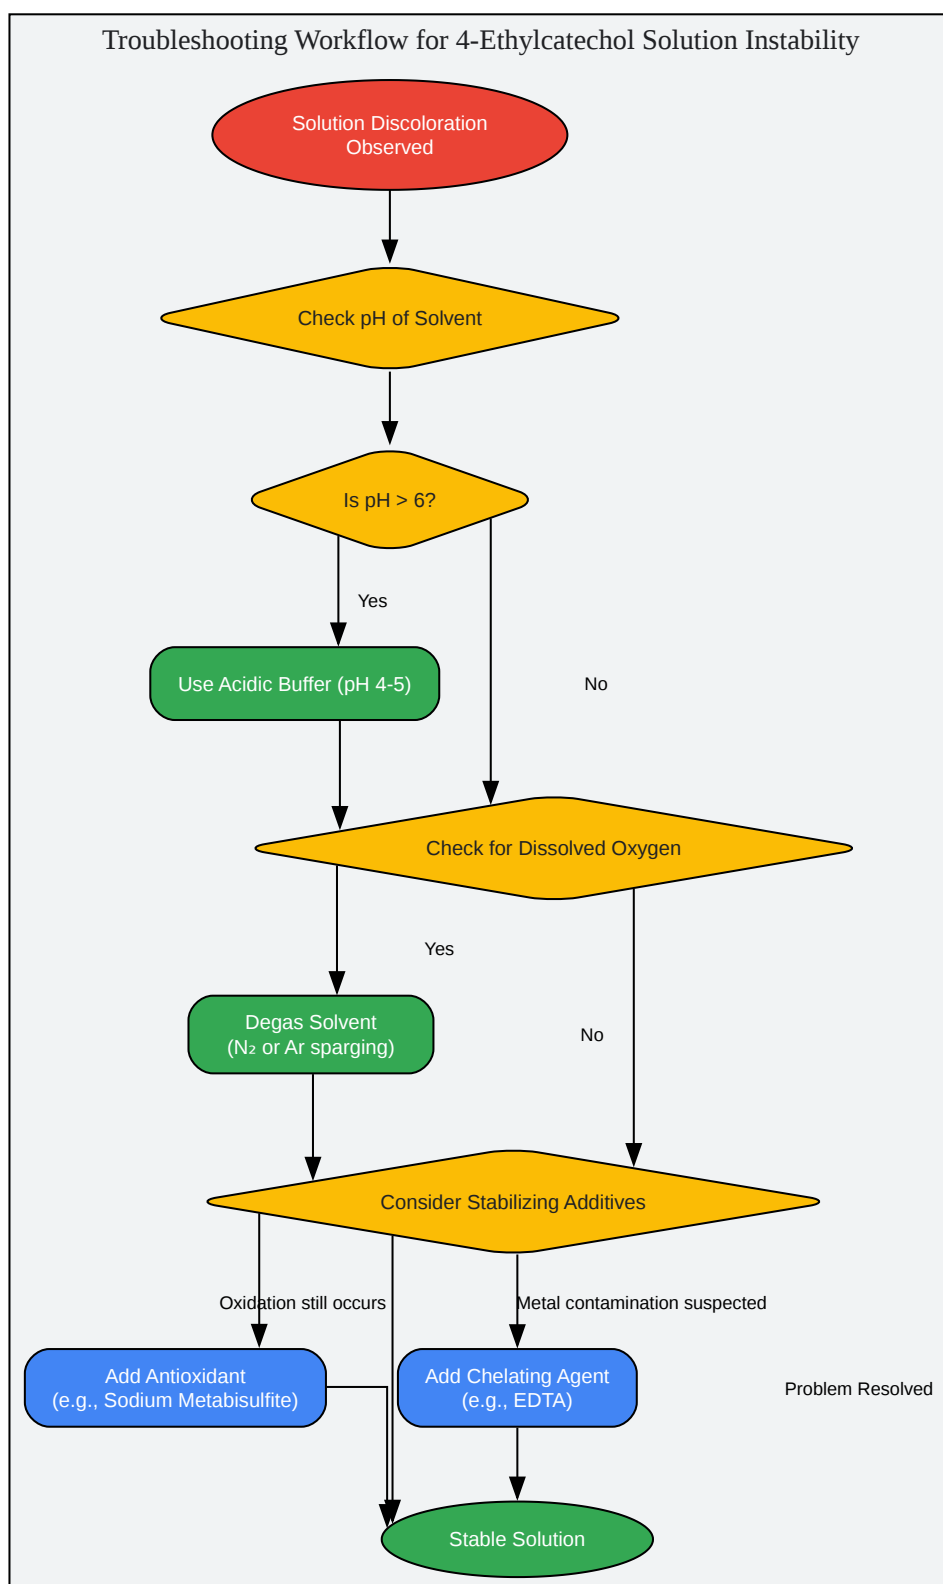 Troubleshooting Workflow for 4-Ethylcatechol Solution Instability
Solution Discoloration
Observed
Check pH of Solvent
Is pH > 6?
Yes
Use Acidic Buffer (pH 4-5)
No
Check for Dissolved Oxygen
Yes
Degas Solvent
(N₂ or Ar sparging)
No
Consider Stabilizing Additives
Oxidation still occurs
Metal contamination suspected
Add Antioxidant
(e.g., Sodium Metabisulfite)
Add Chelating Agent
(e.g., EDTA)
Problem Resolved
Stable Solution